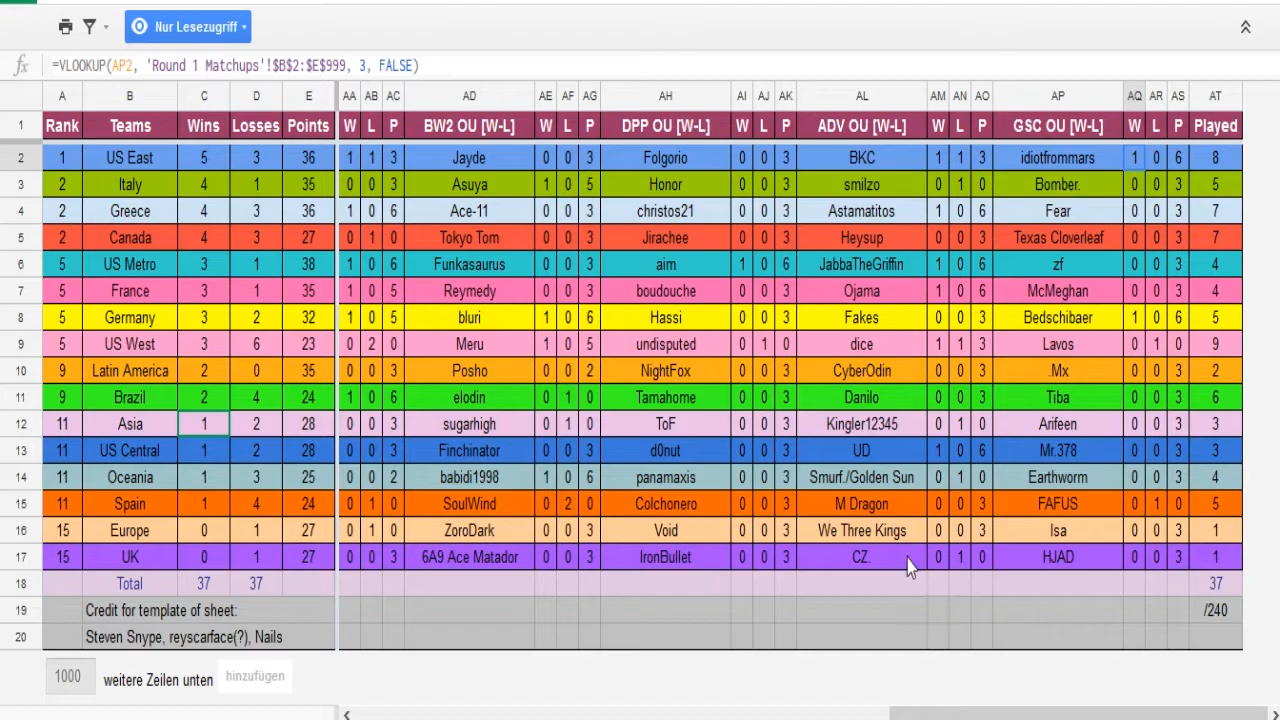 Nur Lesezugriff
fx =VLOOKUP(AP2, 'Round 1 Matchups'!$B$2:$E$999, 3, FALSE)
A B C D E AA AB AC AD AE AF AG AH AI AJ AK AL AM AN AO AP AQ AR AS AT
1 Rank Teams Wins Losses Points W L P BW2 OU [W-L] W L P DPP OU [W-L] W L P ADV OU [W-L] W L P GSC OU [W-L] W L P Played
2 1 US East 5 3 36 1 1 3 Jayde 0 0 3 Folgorio 0 0 3 BKC 1 1 3 idiotfrommars 1 0 6 8
3 2 Italy 4 1 35 0 0 3 Asuya 1 0 5 Honor 0 0 3 smilzo 0 1 0 Bomber. 0 0 3 5
4 2 Greece 4 3 36 1 0 6 Ace-11 0 0 3 christos21 0 0 3 Astamatitos 1 0 6 Fear 0 0 3 7
5 2 Canada 4 3 27 0 1 0 Tokyo Tom 0 0 3 Jirachee 0 0 3 Heysup 0 0 3 Texas Cloverleaf 0 0 3 7
6 5 US Metro 3 1 38 1 0 6 Funkasaurus 0 0 3 aim 1 0 6 JabbaTheGriffin 1 0 6 zf 0 0 3 4
7 5 France 3 1 35 1 0 5 Reymedy 0 0 3 boudouche 0 0 3 Ojama 1 0 6 McMeghan 0 0 3 4
8 5 Germany 3 2 32 1 0 5 bluri 1 0 6 Hassi 0 0 3 Fakes 0 0 3 Bedschibaer 1 0 6 5
9 5 US West 3 6 23 0 2 0 Meru 1 0 5 undisputed 0 1 0 dice 1 1 3 Lavos 0 1 0 9
10 9 Latin America 2 0 35 0 0 3 Posho 0 0 2 NightFox 0 0 3 CyberOdin 0 0 3 .Mx 0 0 3 2
11 9 Brazil 2 4 24 1 0 6 elodin 0 1 0 Tamahome 0 0 3 Danilo 0 0 3 Tiba 0 0 3 6
12 11 Asia 1 2 28 0 0 3 sugarhigh 0 1 0 ToF 0 0 3 Kingler12345 0 1 0 Arifeen 0 0 3 3
13 11 US Central 1 2 28 0 0 3 Finchinator 0 0 3 d0nut 0 0 3 UD 1 0 6 Mr.378 0 0 3 3
14 11 Oceania 1 3 25 0 0 2 babidi1998 1 0 6 panamaxis 0 0 3 Smurf./Golden Sun 0 1 0 Earthworm 0 0 3 4
15 11 Spain 1 4 24 0 1 0 SoulWind 0 2 0 Colchonero 0 0 3 M Dragon 0 0 3 FAFUS 0 1 0 5
16 15 Europe 0 1 27 0 1 0 ZoroDark 0 0 3 Void 0 0 3 We Three Kings 0 0 3 Isa 0 0 3 1
17 15 UK 0 1 27 0 0 3 6A9 Ace Matador 0 0 3 IronBullet 0 0 3 CZ. 0 1 0 HJAD 0 0 3 1
18 Total 37 37 37
19 Credit for template of sheet: /240
20 Steven Snype, reyscarface(?), Nails
1000 weitere Zeilen unten hinzufügen